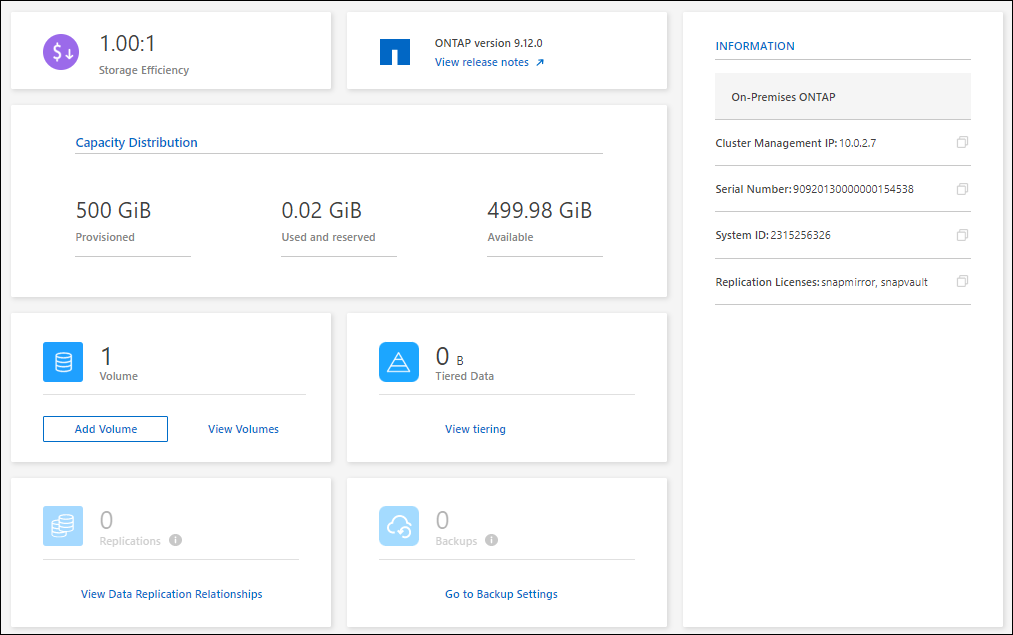 1.00:1
Storage Efficiency
ONTAP version 9.12.0
View release notes
Capacity Distribution
500 GiB
Provisioned
0.02 GiB
Used and reserved
499.98 GiB
Available
1
Volume
Add Volume
View Volumes
0 B
Tiered Data
View tiering
0
Replications
View Data Replication Relationships
0
Backups
Go to Backup Settings
INFORMATION
On-Premises ONTAP
Cluster Management IP: 10.0.2.7
Serial Number: 90920130000000154538
System ID: 2315256326
Replication Licenses: snapmirror, snapvault